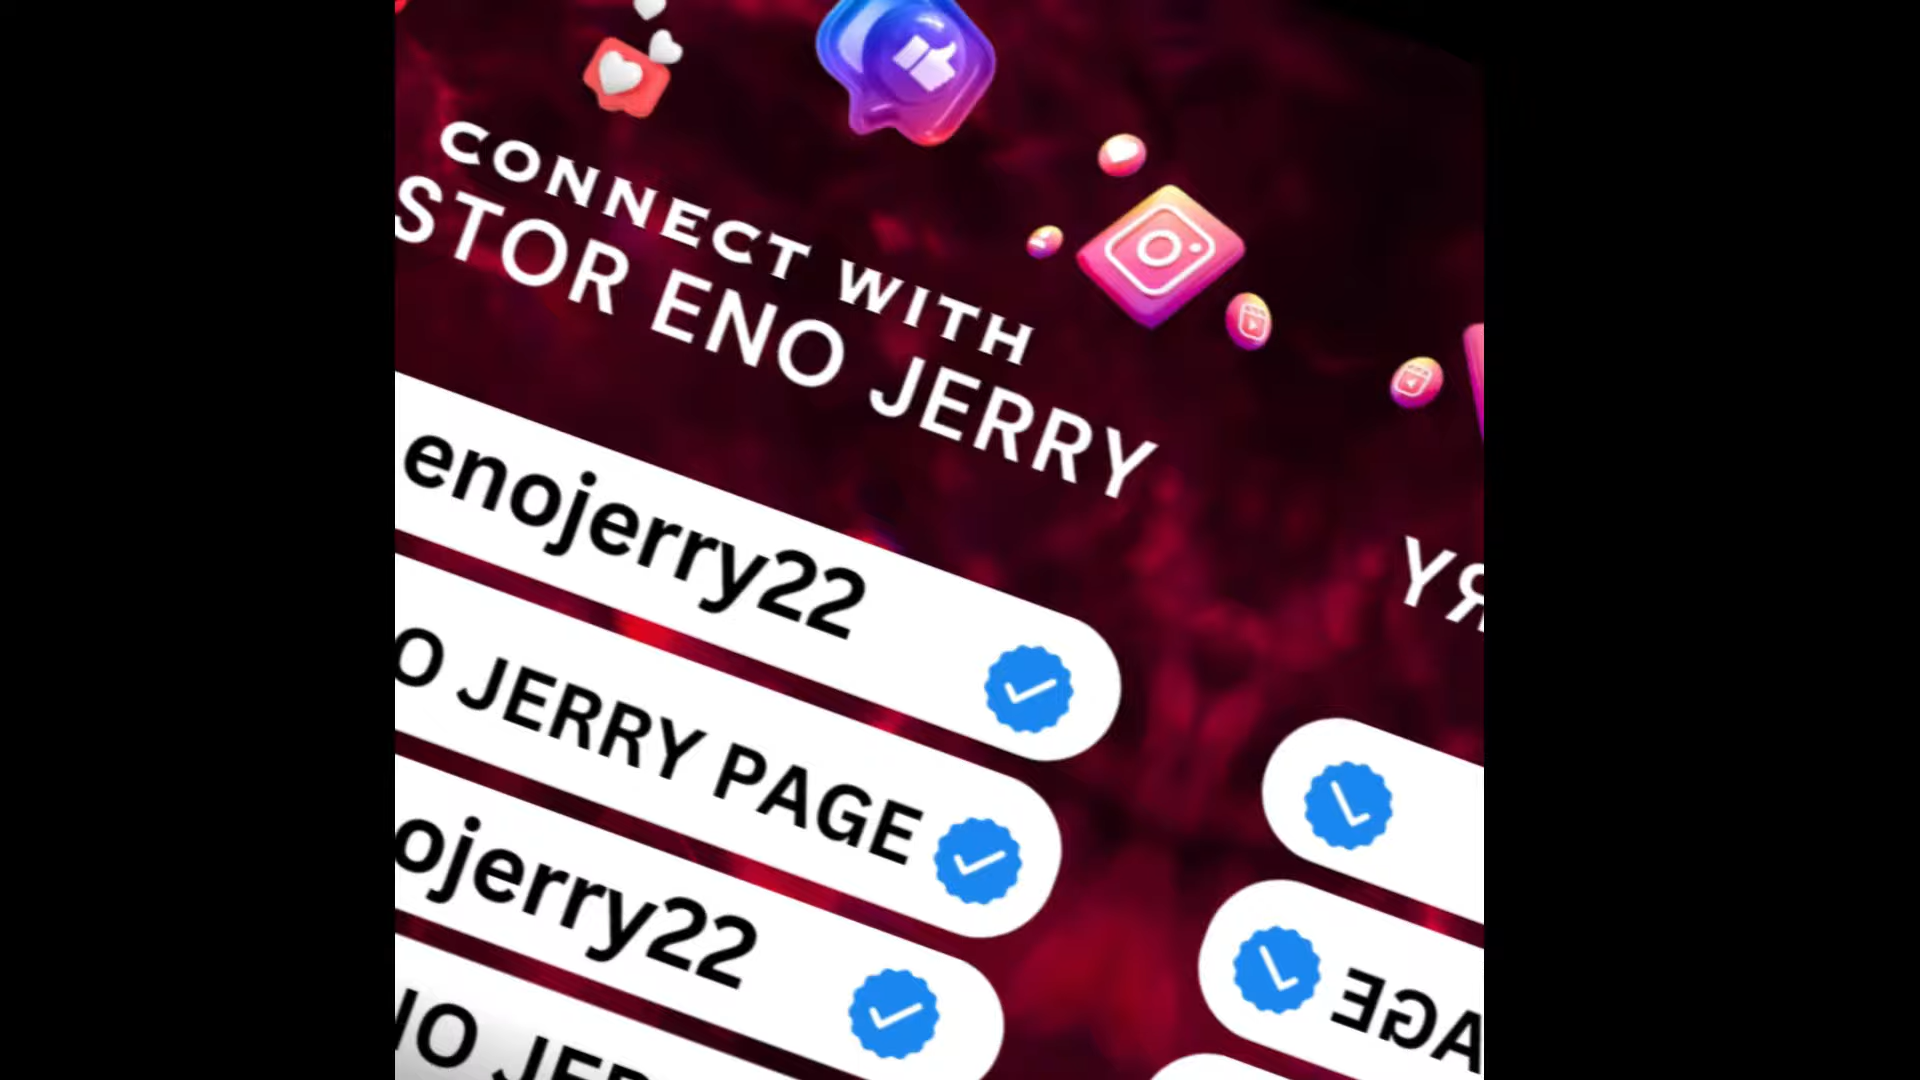 CONNECT WITH
STOR ENO JERRY
enojerry22
O JERRY PAGE
ojerry22